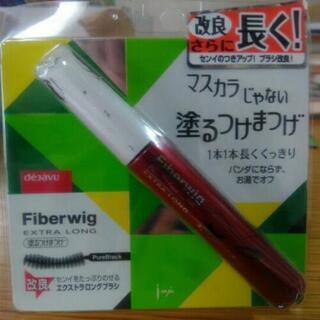 改良
さらに長く!
センイのつきアップ! ブラシ改良!
マスカラ
じゃない
塗るつけまつげ
1本1本長くくっきり
パンダにならず、
お湯でオフ
dejavu
Fiberwig
EXTRA LONG
塗るつけまつげ
PureBlack
改良
センイをたっぷりのせる
エクストラロングブラシ
Fiberwig
EXTRA LONG